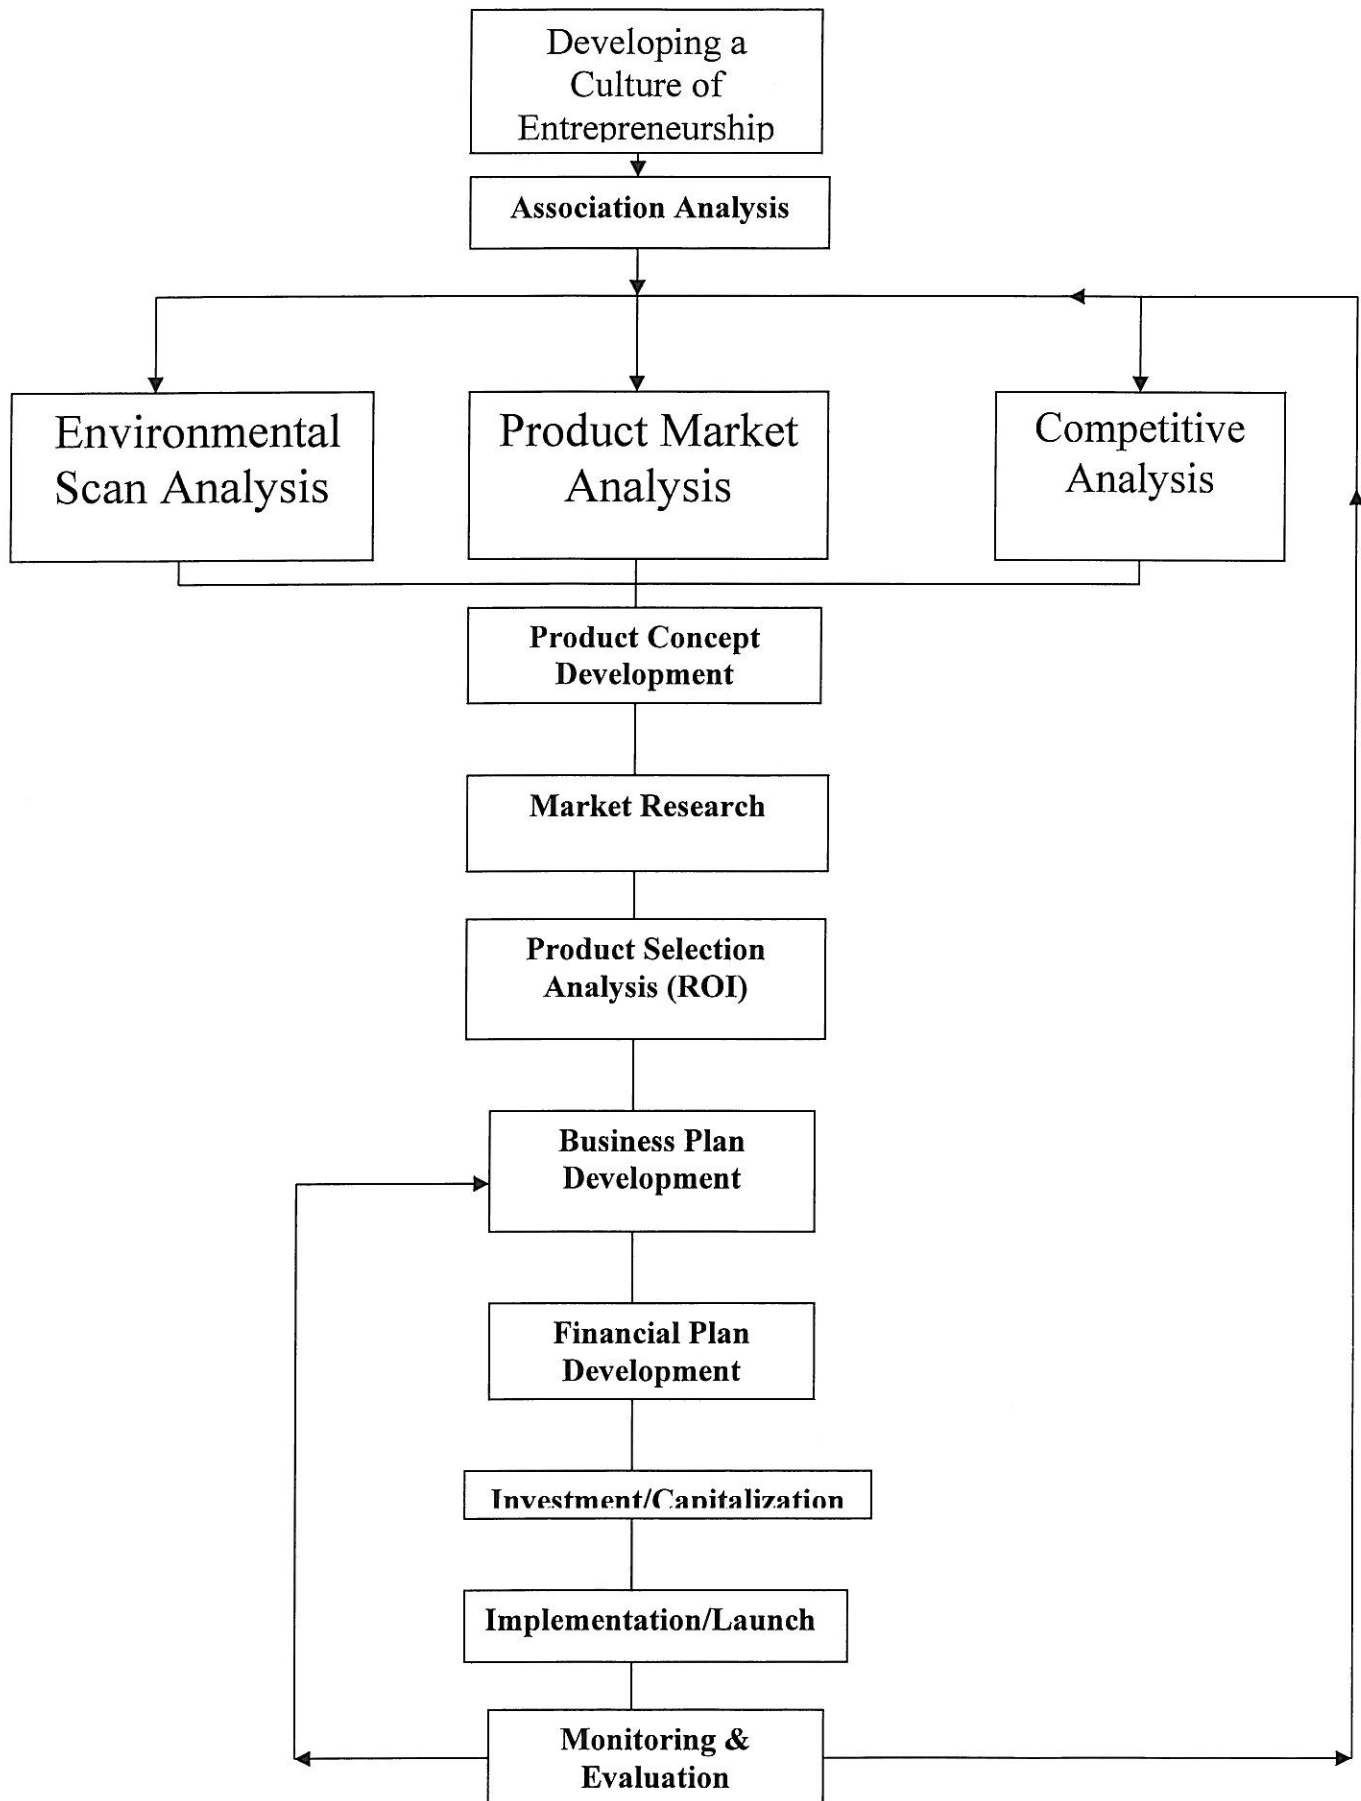 Developing a
Culture of
Entrepreneurship
Association Analysis
Environmental
Scan Analysis
Product Market
Analysis
Competitive
Analysis
Product Concept
Development
Market Research
Product Selection
Analysis (ROI)
Business Plan
Development
Financial Plan
Development
Investment/Capitalization
Implementation/Launch
Monitoring &
Evaluation